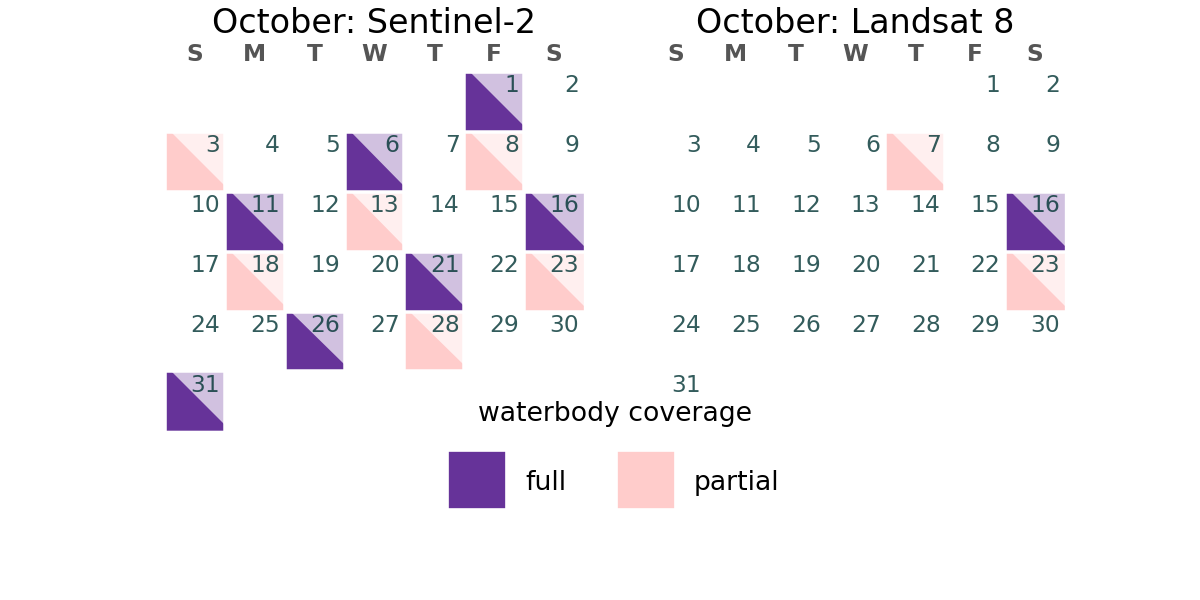 October: Sentinel-2
S M T W T F S
1 2
3 4 5 6 7 8 9
10 11 12 13 14 15 16
17 18 19 20 21 22 23
24 25 26 27 28 29 30
31
October: Landsat 8
S M T W T F S
1 2
3 4 5 6 7 8 9
10 11 12 13 14 15 16
17 18 19 20 21 22 23
24 25 26 27 28 29 30
31
waterbody coverage
full partial